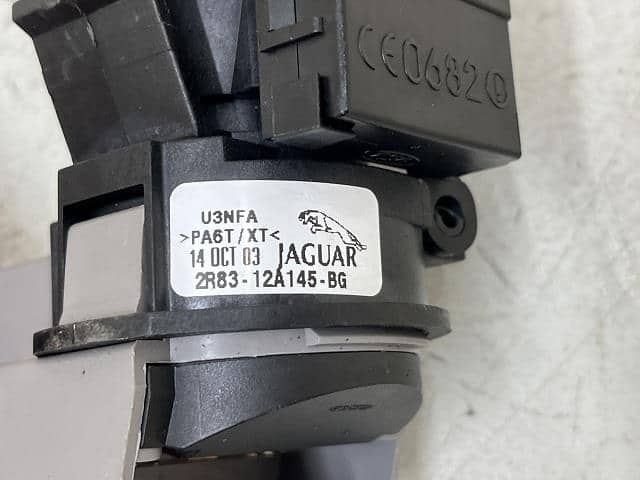 CE0682
U3NFA
>PA6T/XT<
14 OCT 03 JAGUAR
2R83-12A145-BG